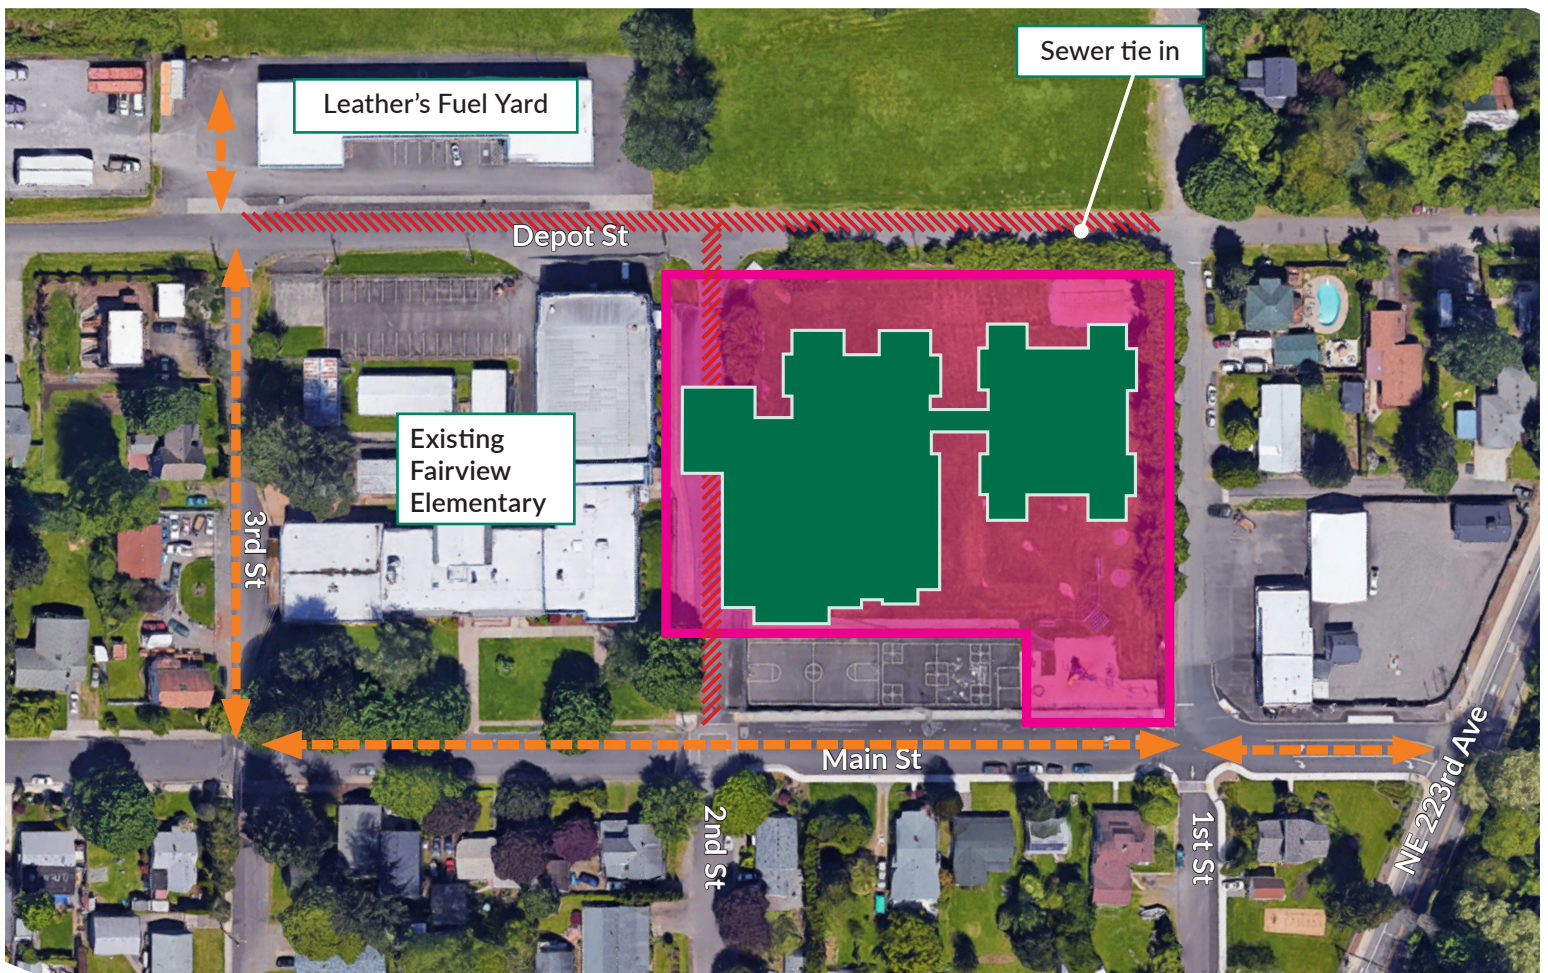 Sewer tie in
Leather's Fuel Yard
Depot St
Existing
Fairview
Elementary
3rd St
Main St
NE 223rd Ave
2nd St
1st St